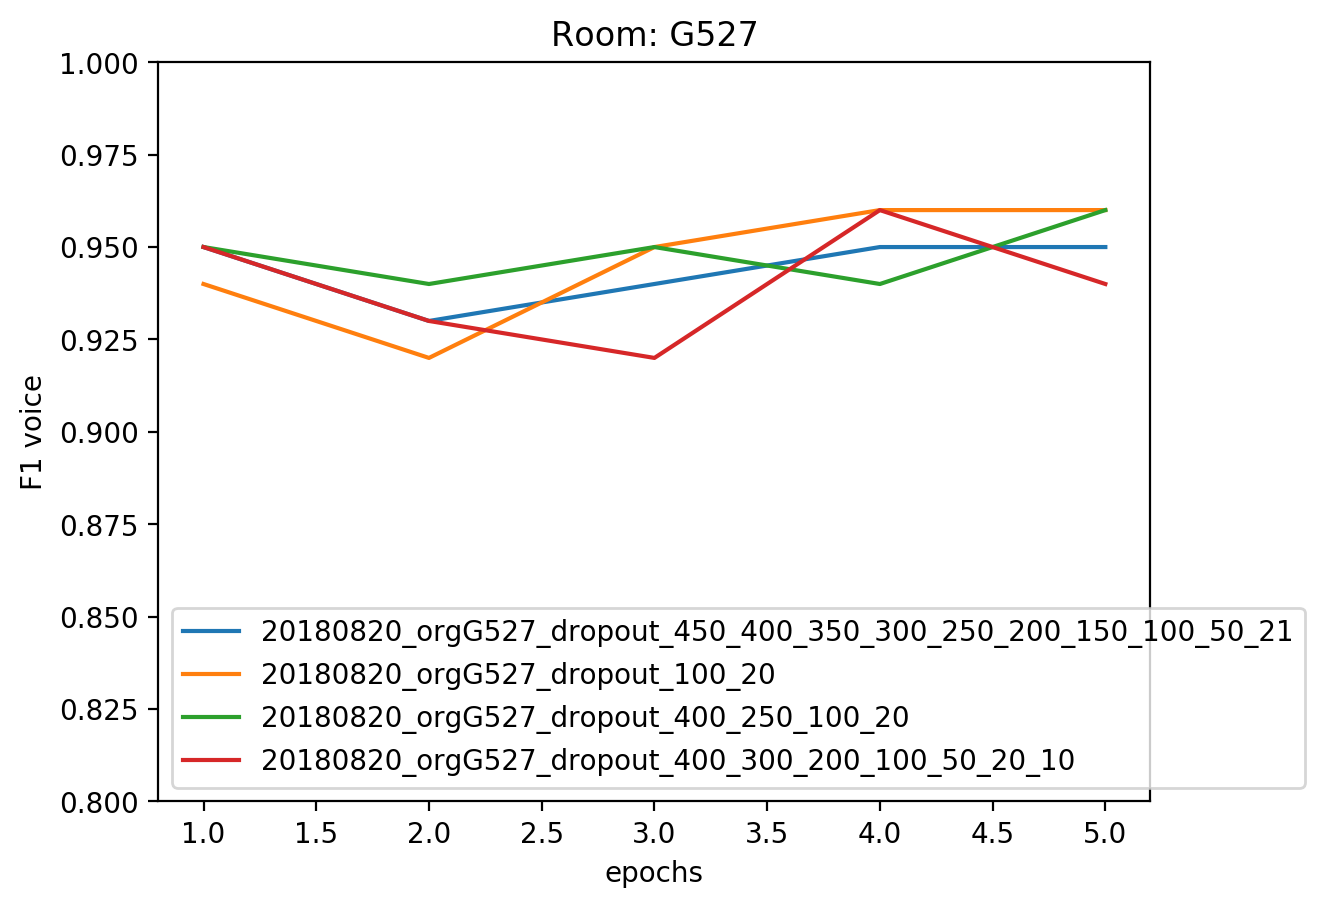 Room: G527
1.000
0.975
0.950
0.925
0.900
0.875
0.850
0.825
0.800
F1 voice
20180820_orgG527_dropout_450_400_350_300_250_200_150_100_50_21
20180820_orgG527_dropout_100_20
20180820_orgG527_dropout_400_250_100_20
20180820_orgG527_dropout_400_300_200_100_50_20_10
1.0 1.5 2.0 2.5 3.0 3.5 4.0 4.5 5.0
epochs